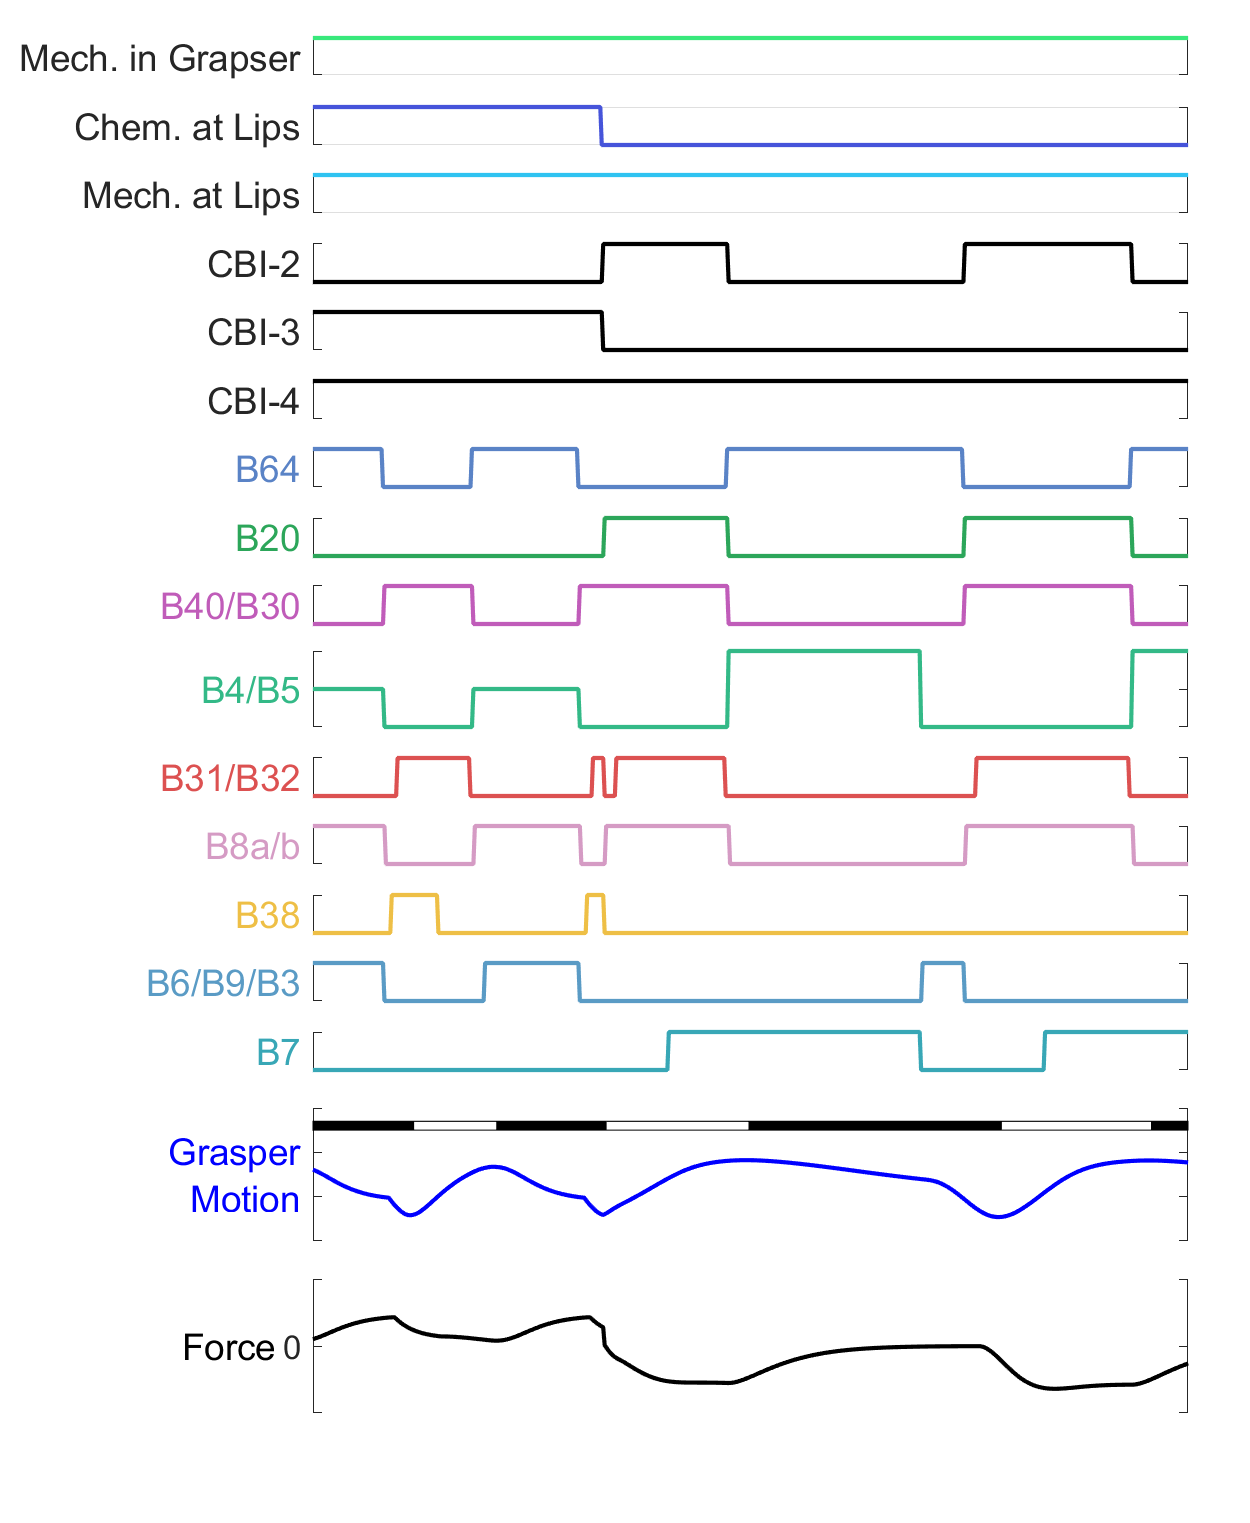 Mech. in Grapser
Chem. at Lips
Mech. at Lips
CBI-2
CBI-3
CBI-4
B64
B20
B40/B30
B4/B5
B31/B32
B8a/b
B38
B6/B9/B3
B7
Grasper
Motion
Force 0